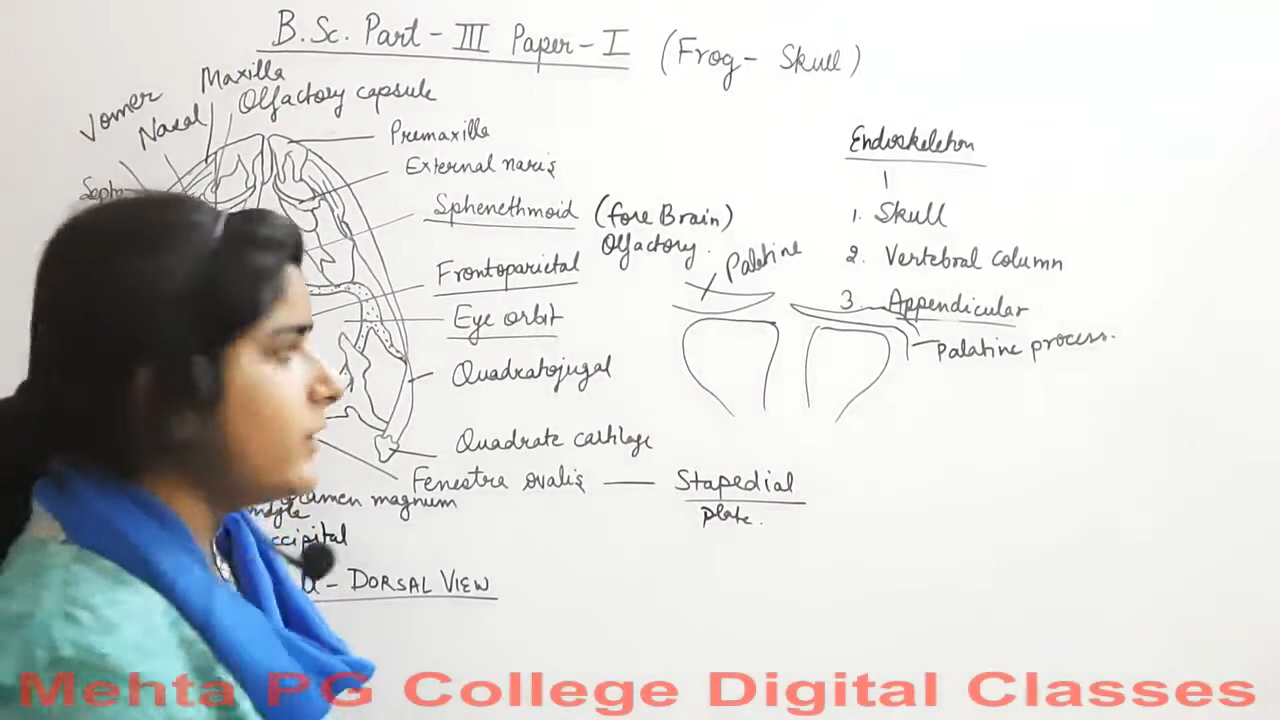 B.Sc. Part - III Paper - I (Frog - Skull)
Maxilla
Vomer
Nasal
Olfactory capsule
Premaxilla
External naris
Sphenethmoid (fore Brain)
Olfactory.
Frontoparietal
Eye orbit
Quadratojugal
Quadrate cartilage
Fenestra ovalis — Stapedial
plate.
magnum
ccipital
- DORSAL VIEW
Palatine
Palatine process.
Endoskeleton
1. Skull
2. Vertebral column
3. Appendicular
Mehta PG College Digital Classes